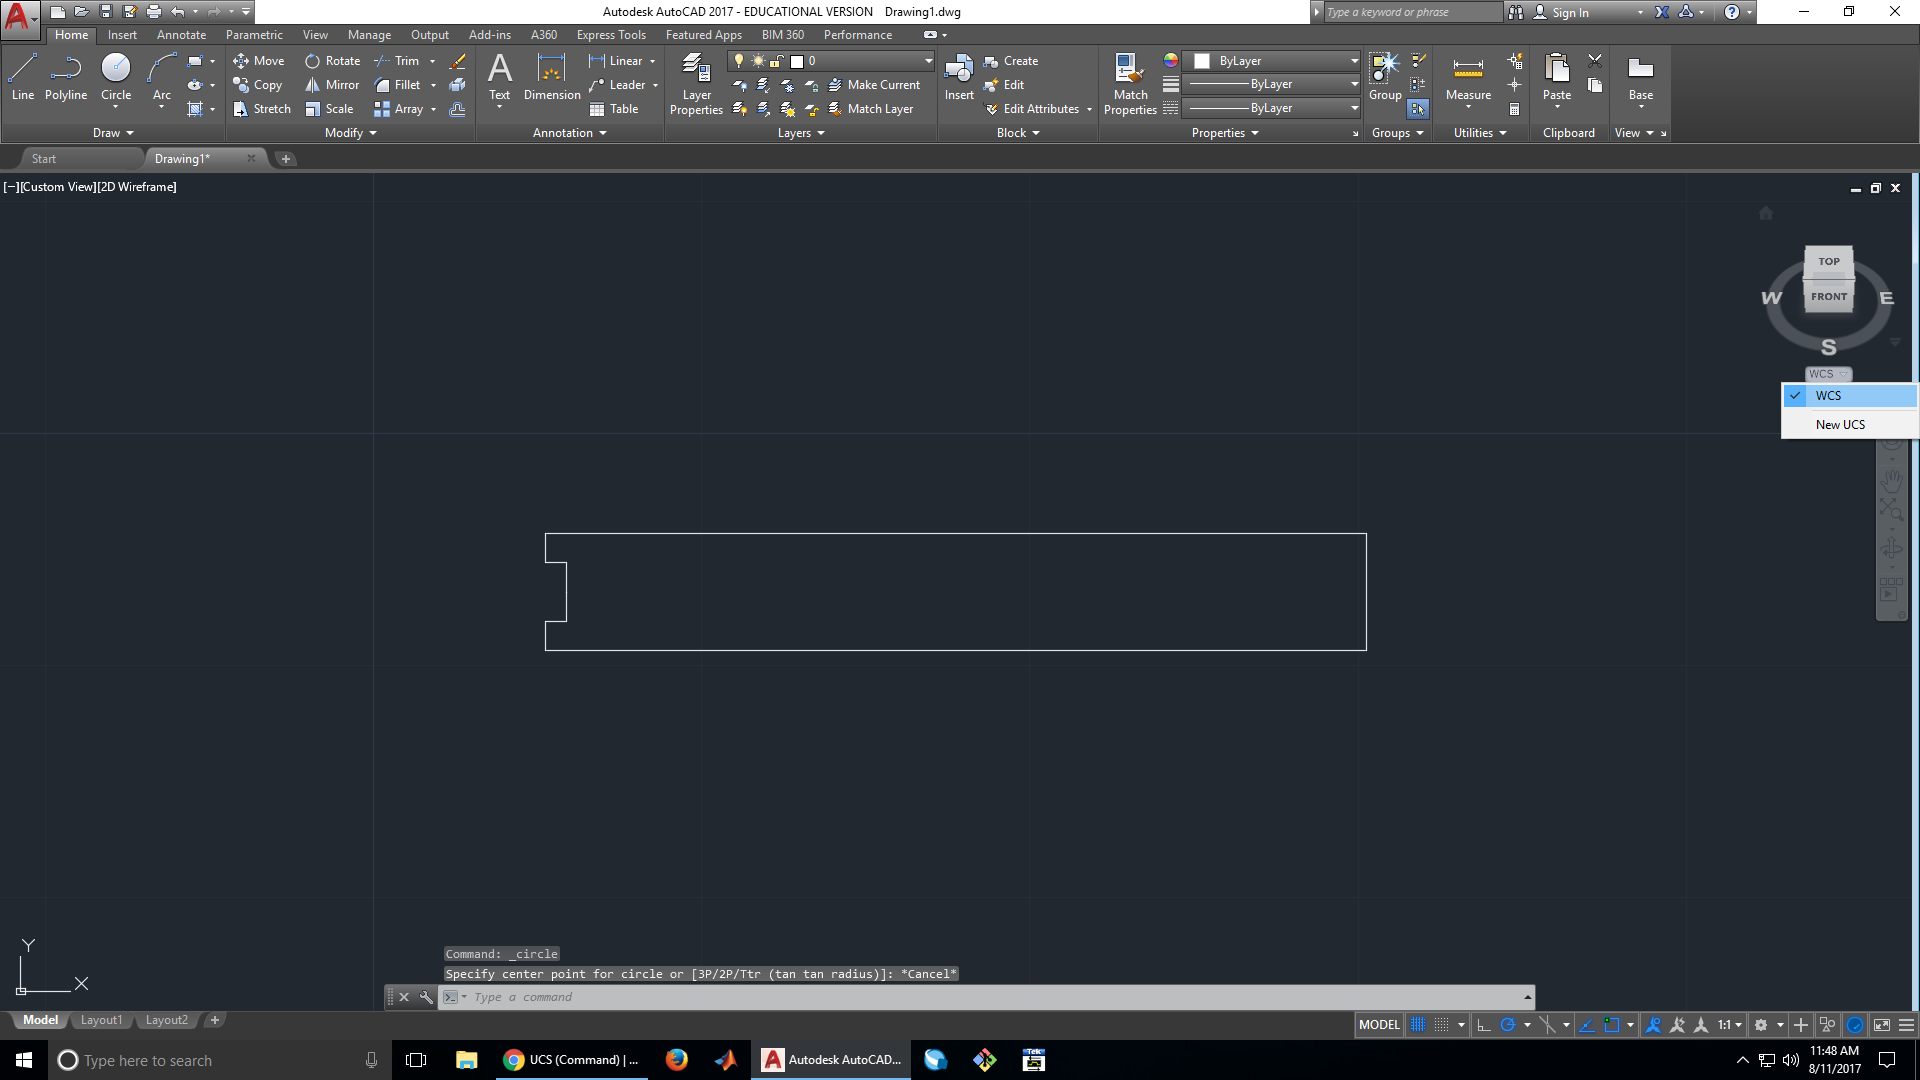 Autodesk AutoCAD 2017 - EDUCATIONAL VERSION Drawing1.dwg
Type a keyword or phrase
Sign In
Home Insert Annotate Parametric View Manage Output Add-ins A360 Express Tools Featured Apps BIM 360 Performance
Line Polyline Circle Arc
Draw
Move Rotate Trim
Copy Mirror Fillet
Stretch Scale Array
Modify
Text Dimension
Linear
Leader
Table
Annotation
Layer Properties
0
Make Current
Match Layer
Layers
Insert
Create
Edit
Edit Attributes
Block
Match Properties
ByLayer
ByLayer
ByLayer
Properties
Group
Groups
Measure
Utilities
Paste
Clipboard
Base
View
Start Drawing1*
[−][Custom View][2D Wireframe]
TOP
FRONT
W E
S
WCS
WCS
New UCS
Y
X
Command: _circle
Specify center point for circle or [3P/2P/Ttr (tan tan radius)]: *Cancel*
Type a command
Model Layout1 Layout2
MODEL 1:1
Type here to search
UCS (Command) | ...
Autodesk AutoCAD...
Tek
11:48 AM
8/11/2017